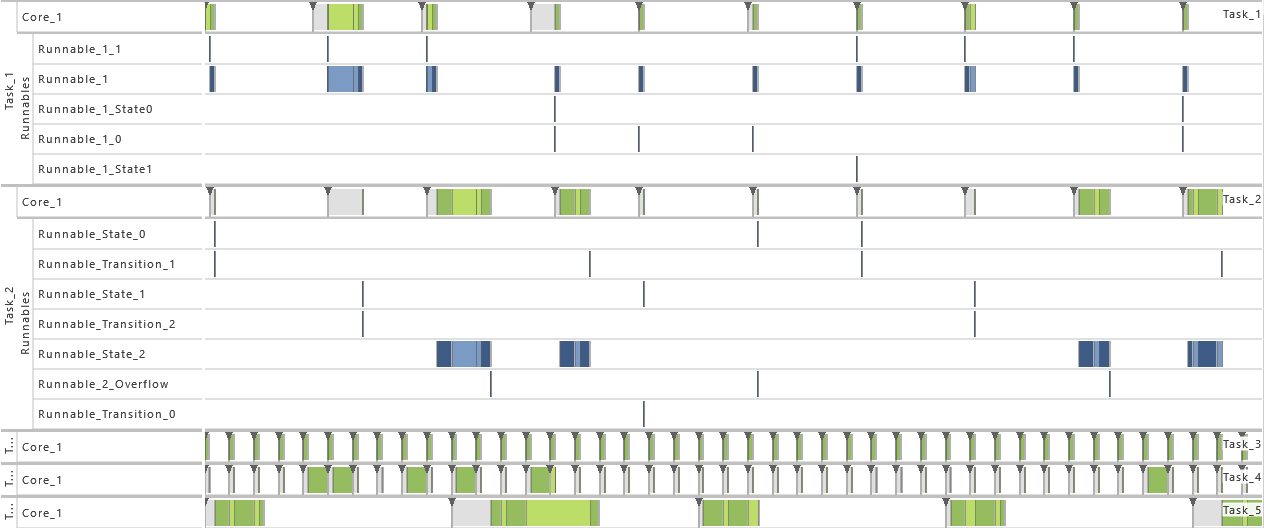 Core_1
Task_1
Task_1
Runnables
Runnable_1_1
Runnable_1
Runnable_1_State0
Runnable_1_0
Runnable_1_State1
Core_1
Task_2
Task_2
Runnables
Runnable_State_0
Runnable_Transition_1
Runnable_State_1
Runnable_Transition_2
Runnable_State_2
Runnable_2_Overflow
Runnable_Transition_0
T...
Core_1
Task_3
T...
Core_1
Task_4
T...
Core_1
Task_5